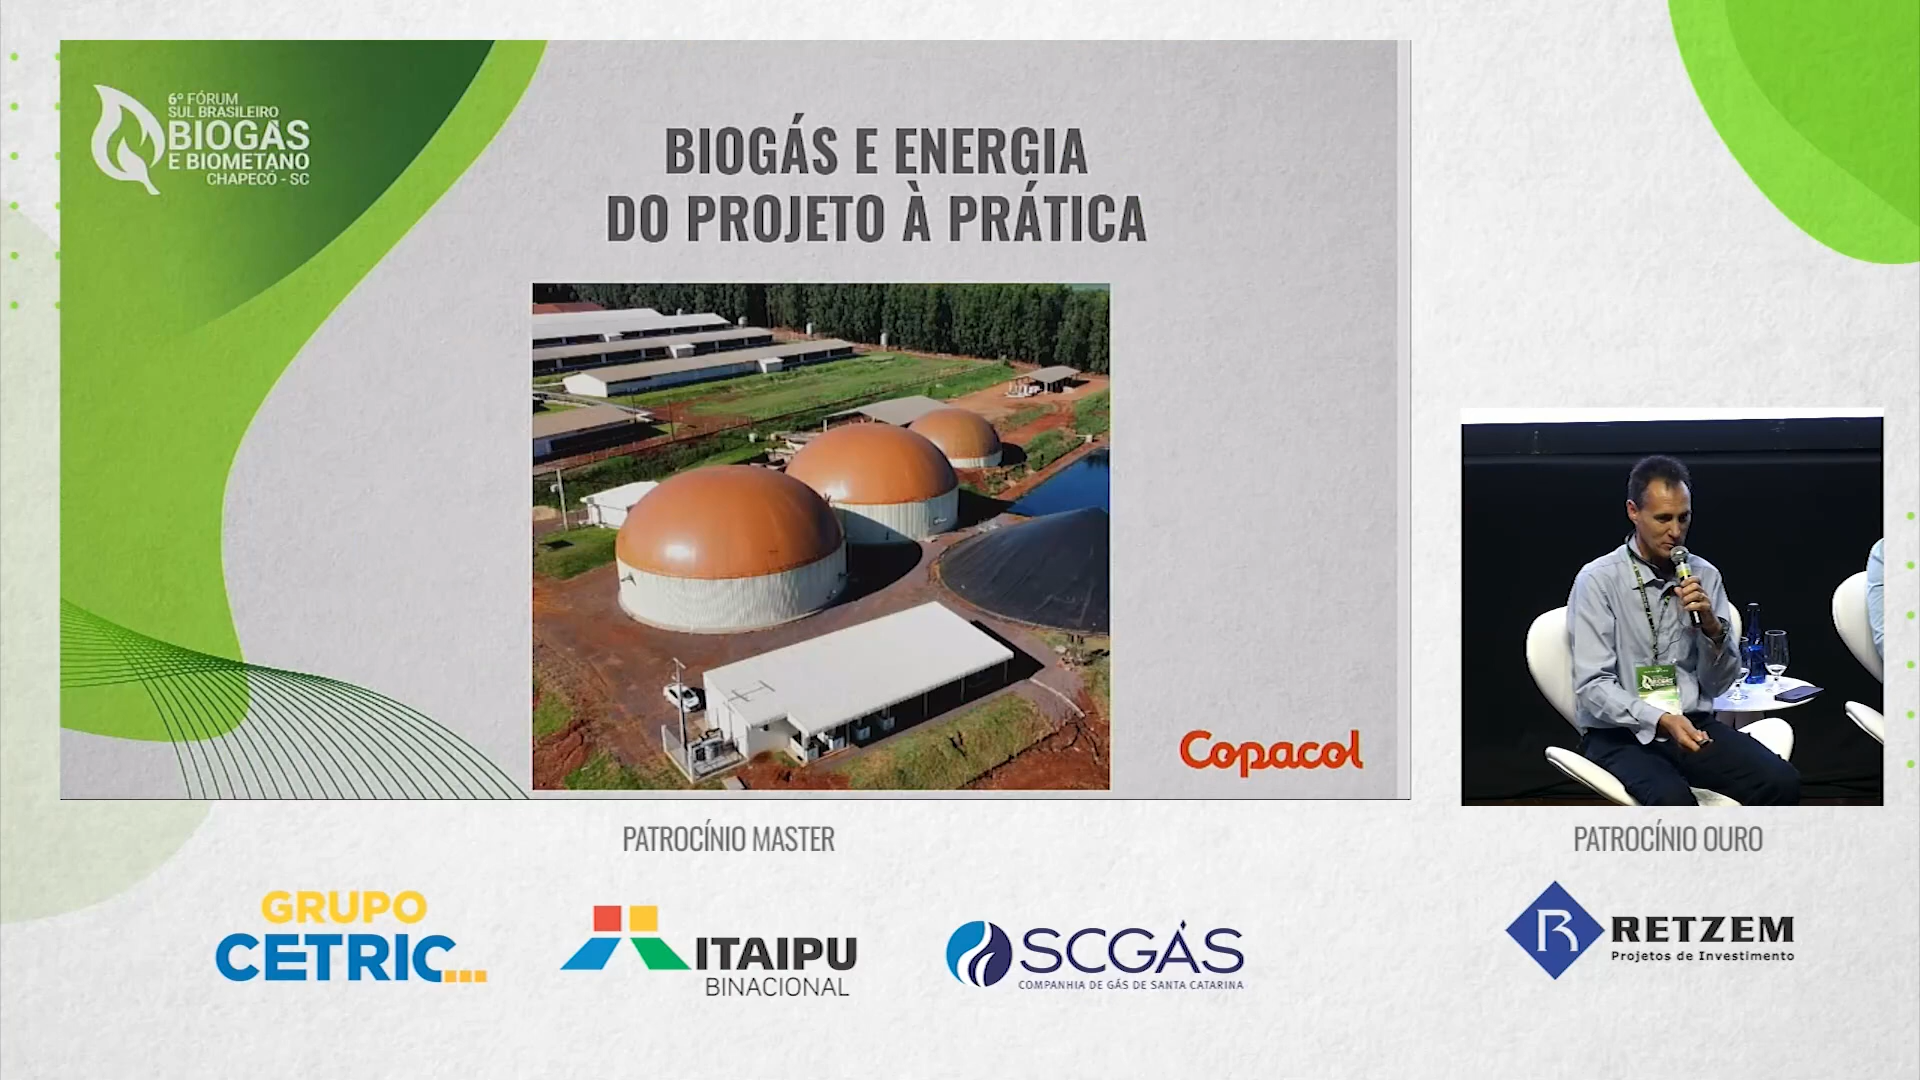 6º FÓRUM
SUL BRASILEIRO
BIOGÁS
E BIOMETANO
CHAPECÓ - SC
BIOGÁS E ENERGIA
DO PROJETO À PRÁTICA
Copacol
PATROCÍNIO MASTER
PATROCÍNIO OURO
GRUPO
CETRIC...
ITAIPU
BINACIONAL
SCGÁS
COMPANHIA DE GÁS DE SANTA CATARINA
RETZEM
Projetos de Investimento